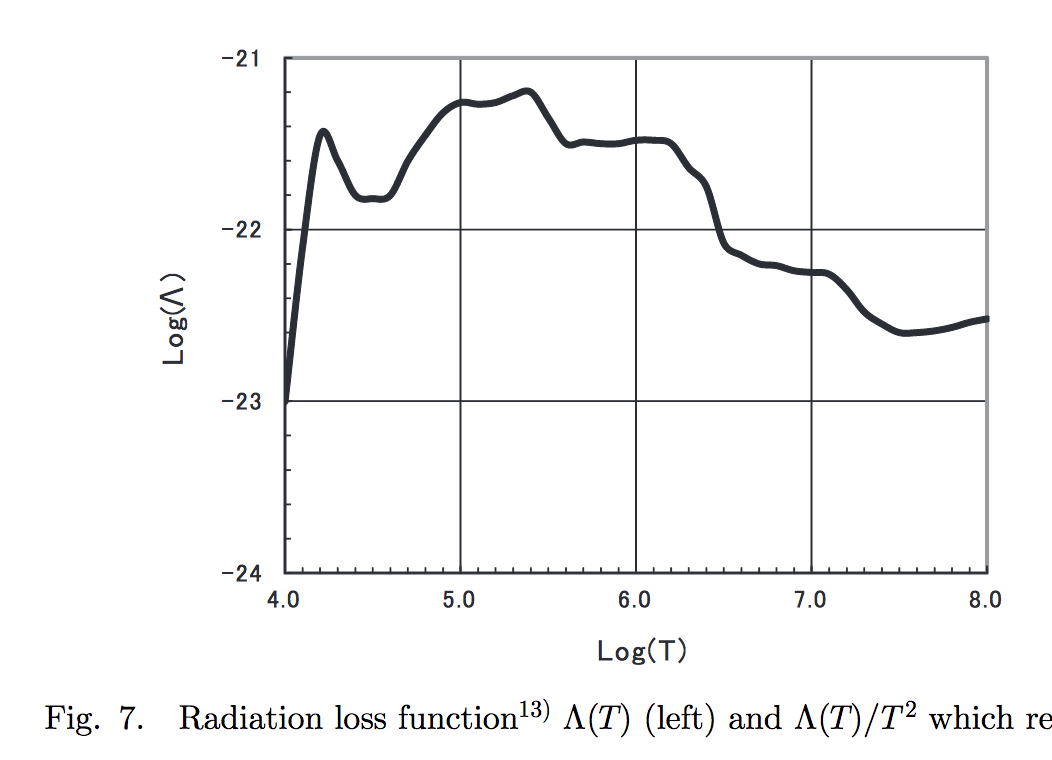 -21
-22
-23
-24
Log(Λ)
4.0 5.0 6.0 7.0 8.0
Log(T)
Fig. 7. Radiation loss function¹³⁾ Λ(T) (left) and Λ(T)/T² which re